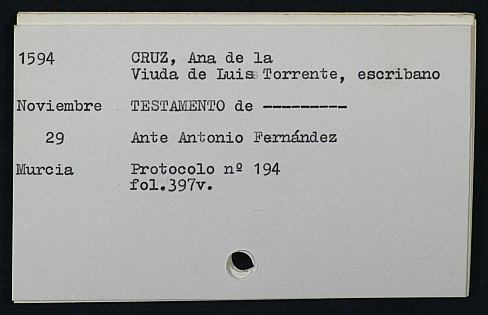 1594 CRUZ, Ana de la
Viuda de Luis Torrente, escribano
Noviembre TESTAMENTO de ---------
29 Ante Antonio Fernández
Murcia Protocolo nº 194
fol.397v.